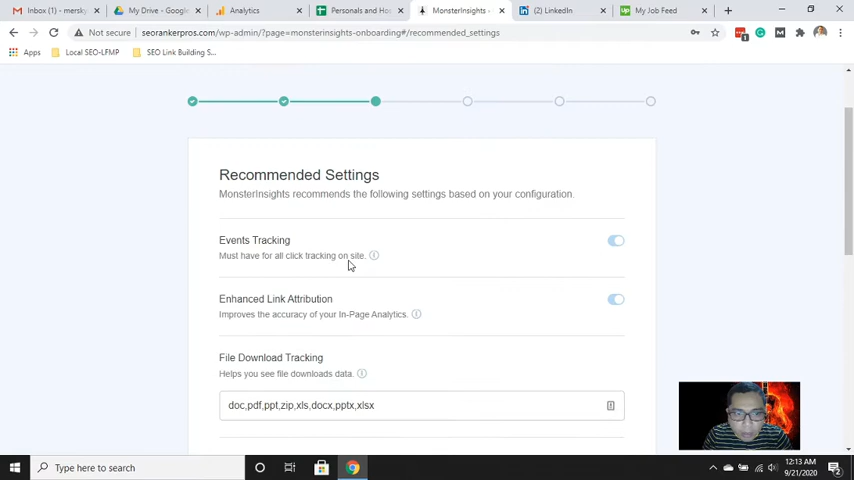 Inbox (1) - mersky
My Drive - Google
Analytics
Personals and Hou
MonsterInsights -
(2) LinkedIn
My Job Feed
Not secure
seorankerpros.com/wp-admin/?page=monsterinsights-onboarding#/recommended_settings
Apps
Local SEO-LFMP
SEO Link Building S...
Recommended Settings
MonsterInsights recommends the following settings based on your configuration.
Events Tracking
Must have for all click tracking on site.
Enhanced Link Attribution
Improves the accuracy of your In-Page Analytics.
File Download Tracking
Helps you see file downloads data.
doc,pdf,ppt,zip,xls,docx,pptx,xlsx
Type here to search
12:13 AM
9/21/2020